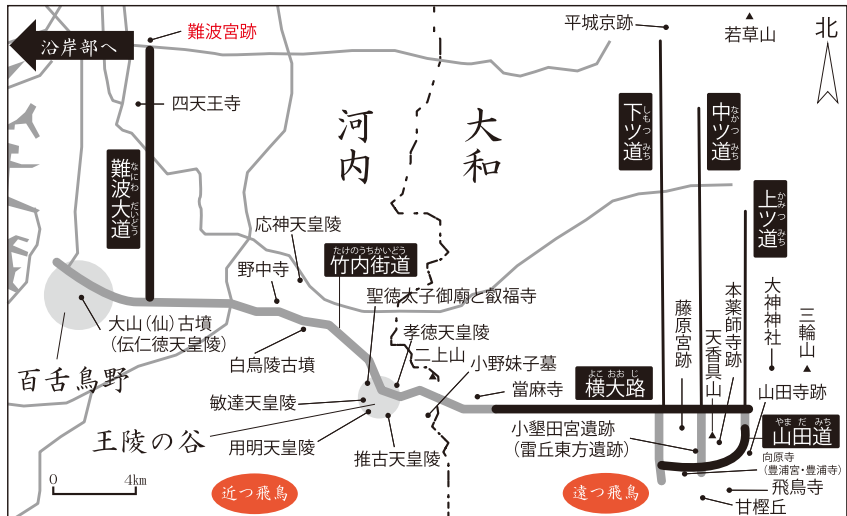 沿岸部へ
難波宮跡
平城京跡
若草山
北
四天王寺
河内
大和
しもつみち
下ツ道
なかつみち
中ツ道
かみつみち
上ツ道
なにわだいどう
難波大道
応神天皇陵
たけのうちかいどう
竹内街道
野中寺
聖徳太子御廟と叡福寺
孝徳天皇陵
二上山
小野妹子墓
當麻寺
大山(仙)古墳
(伝仁徳天皇陵)
白鳥陵古墳
百舌鳥野
敏達天皇陵
王陵の谷
用明天皇陵
推古天皇陵
よこおおじ
横大路
藤原宮跡
天香具山
本薬師寺跡
大神神社
三輪山
山田寺跡
やまだみち
山田道
小墾田宮遺跡
(雷丘東方遺跡)
向原寺
(豊浦宮・豊浦寺)
飛鳥寺
甘樫丘
0 4km
近つ飛鳥
遠つ飛鳥